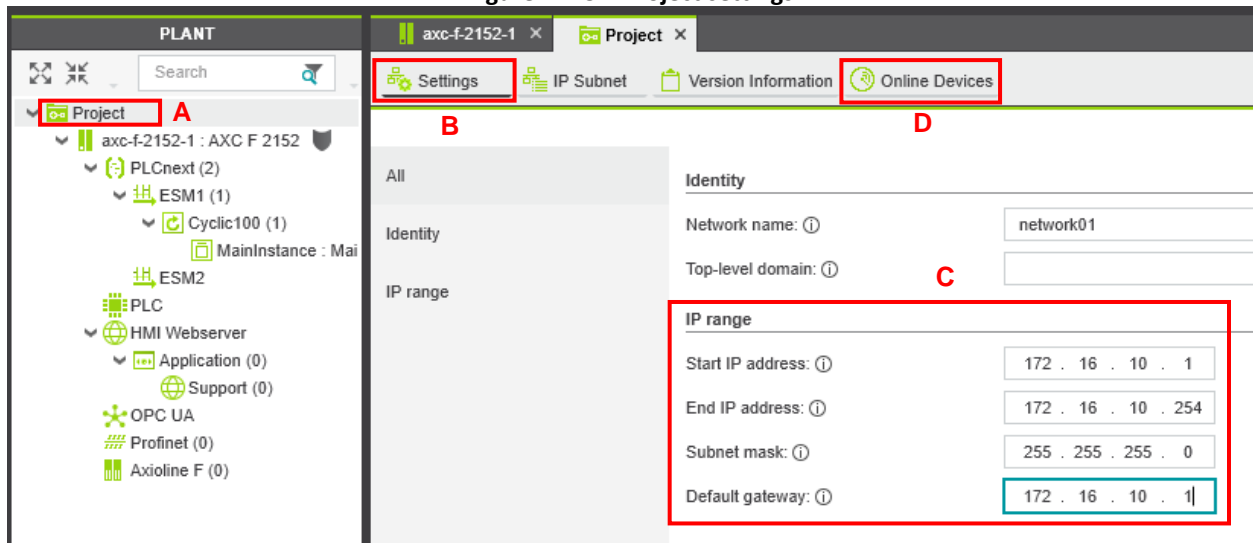 PLANT
Search
Project
A
axc-f-2152-1 : AXC F 2152
PLCnext (2)
ESM1 (1)
Cyclic100 (1)
MainInstance : Mai
ESM2
PLC
HMI Webserver
Application (0)
Support (0)
OPC UA
Profinet (0)
Axioline F (0)
axc-f-2152-1 × Project ×
Settings IP Subnet Version Information Online Devices
B D
All
Identity
IP range
Identity
Network name: network01
Top-level domain:
C
IP range
Start IP address: 172 . 16 . 10 . 1
End IP address: 172 . 16 . 10 . 254
Subnet mask: 255 . 255 . 255 . 0
Default gateway: 172 . 16 . 10 . 1